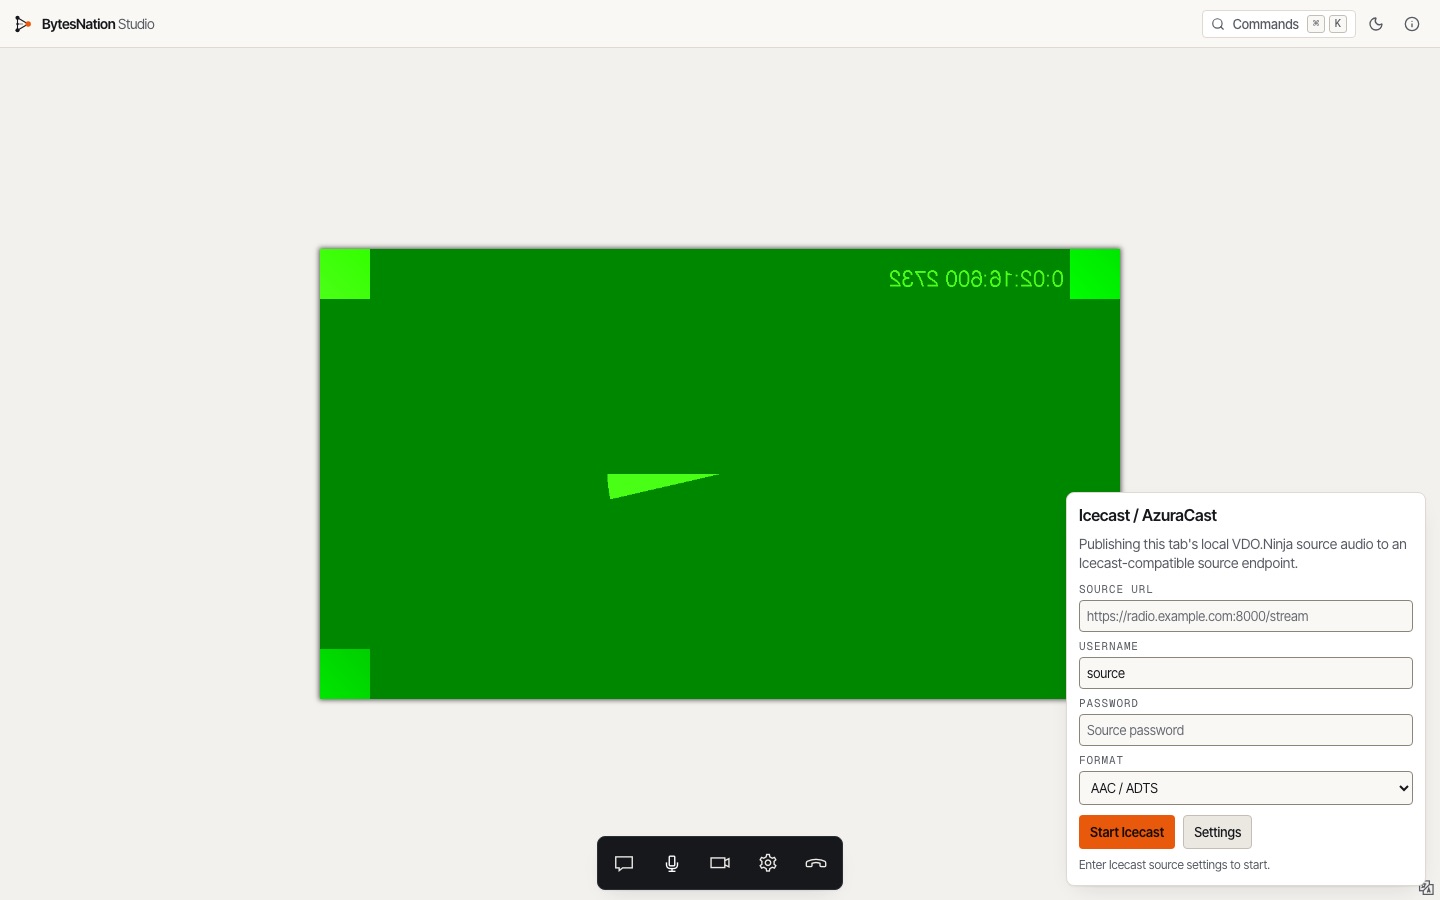 BytesNation Studio
Commands ⌘ K
0:02:16:600 2732
Icecast / AzuraCast
Publishing this tab's local VDO.Ninja source audio to an
Icecast-compatible source endpoint.
SOURCE URL
https://radio.example.com:8000/stream
USERNAME
source
PASSWORD
Source password
FORMAT
AAC / ADTS
Start Icecast
Settings
Enter Icecast source settings to start.